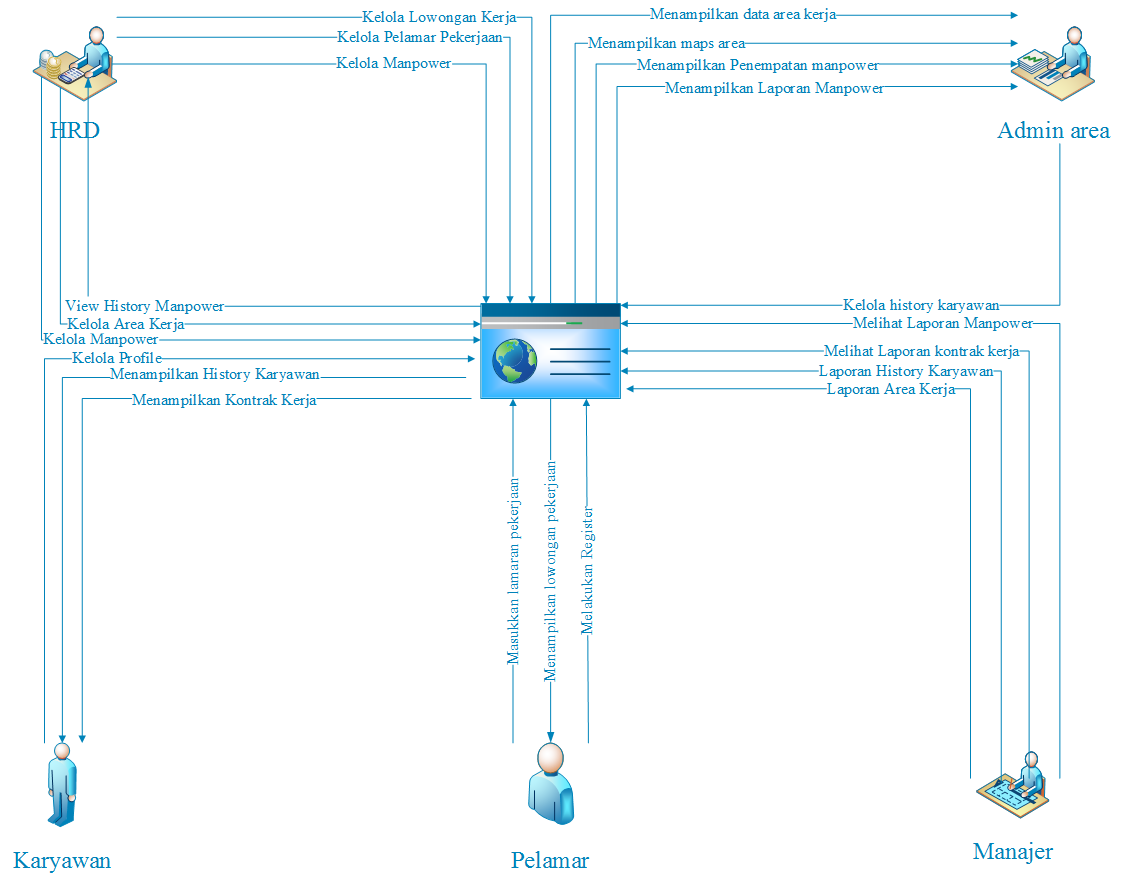 Kelola Lowongan Kerja
Kelola Pelamar Pekerjaan
Kelola Manpower
Menampilkan data area kerja
Menampilkan maps area
Menampilkan Penempatan manpower
Menampilkan Laporan Manpower
HRD
Admin area
View History Manpower
Kelola Area Kerja
Kelola Manpower
Kelola Profile
Menampilkan History Karyawan
Menampilkan Kontrak Kerja
Kelola history karyawan
Melihat Laporan Manpower
Melihat Laporan kontrak kerja
Laporan History Karyawan
Laporan Area Kerja
Masukkan lamaran pekerjaan
Menampilkan lowongan pekerjaan
Melakukan Register
Karyawan
Pelamar
Manajer